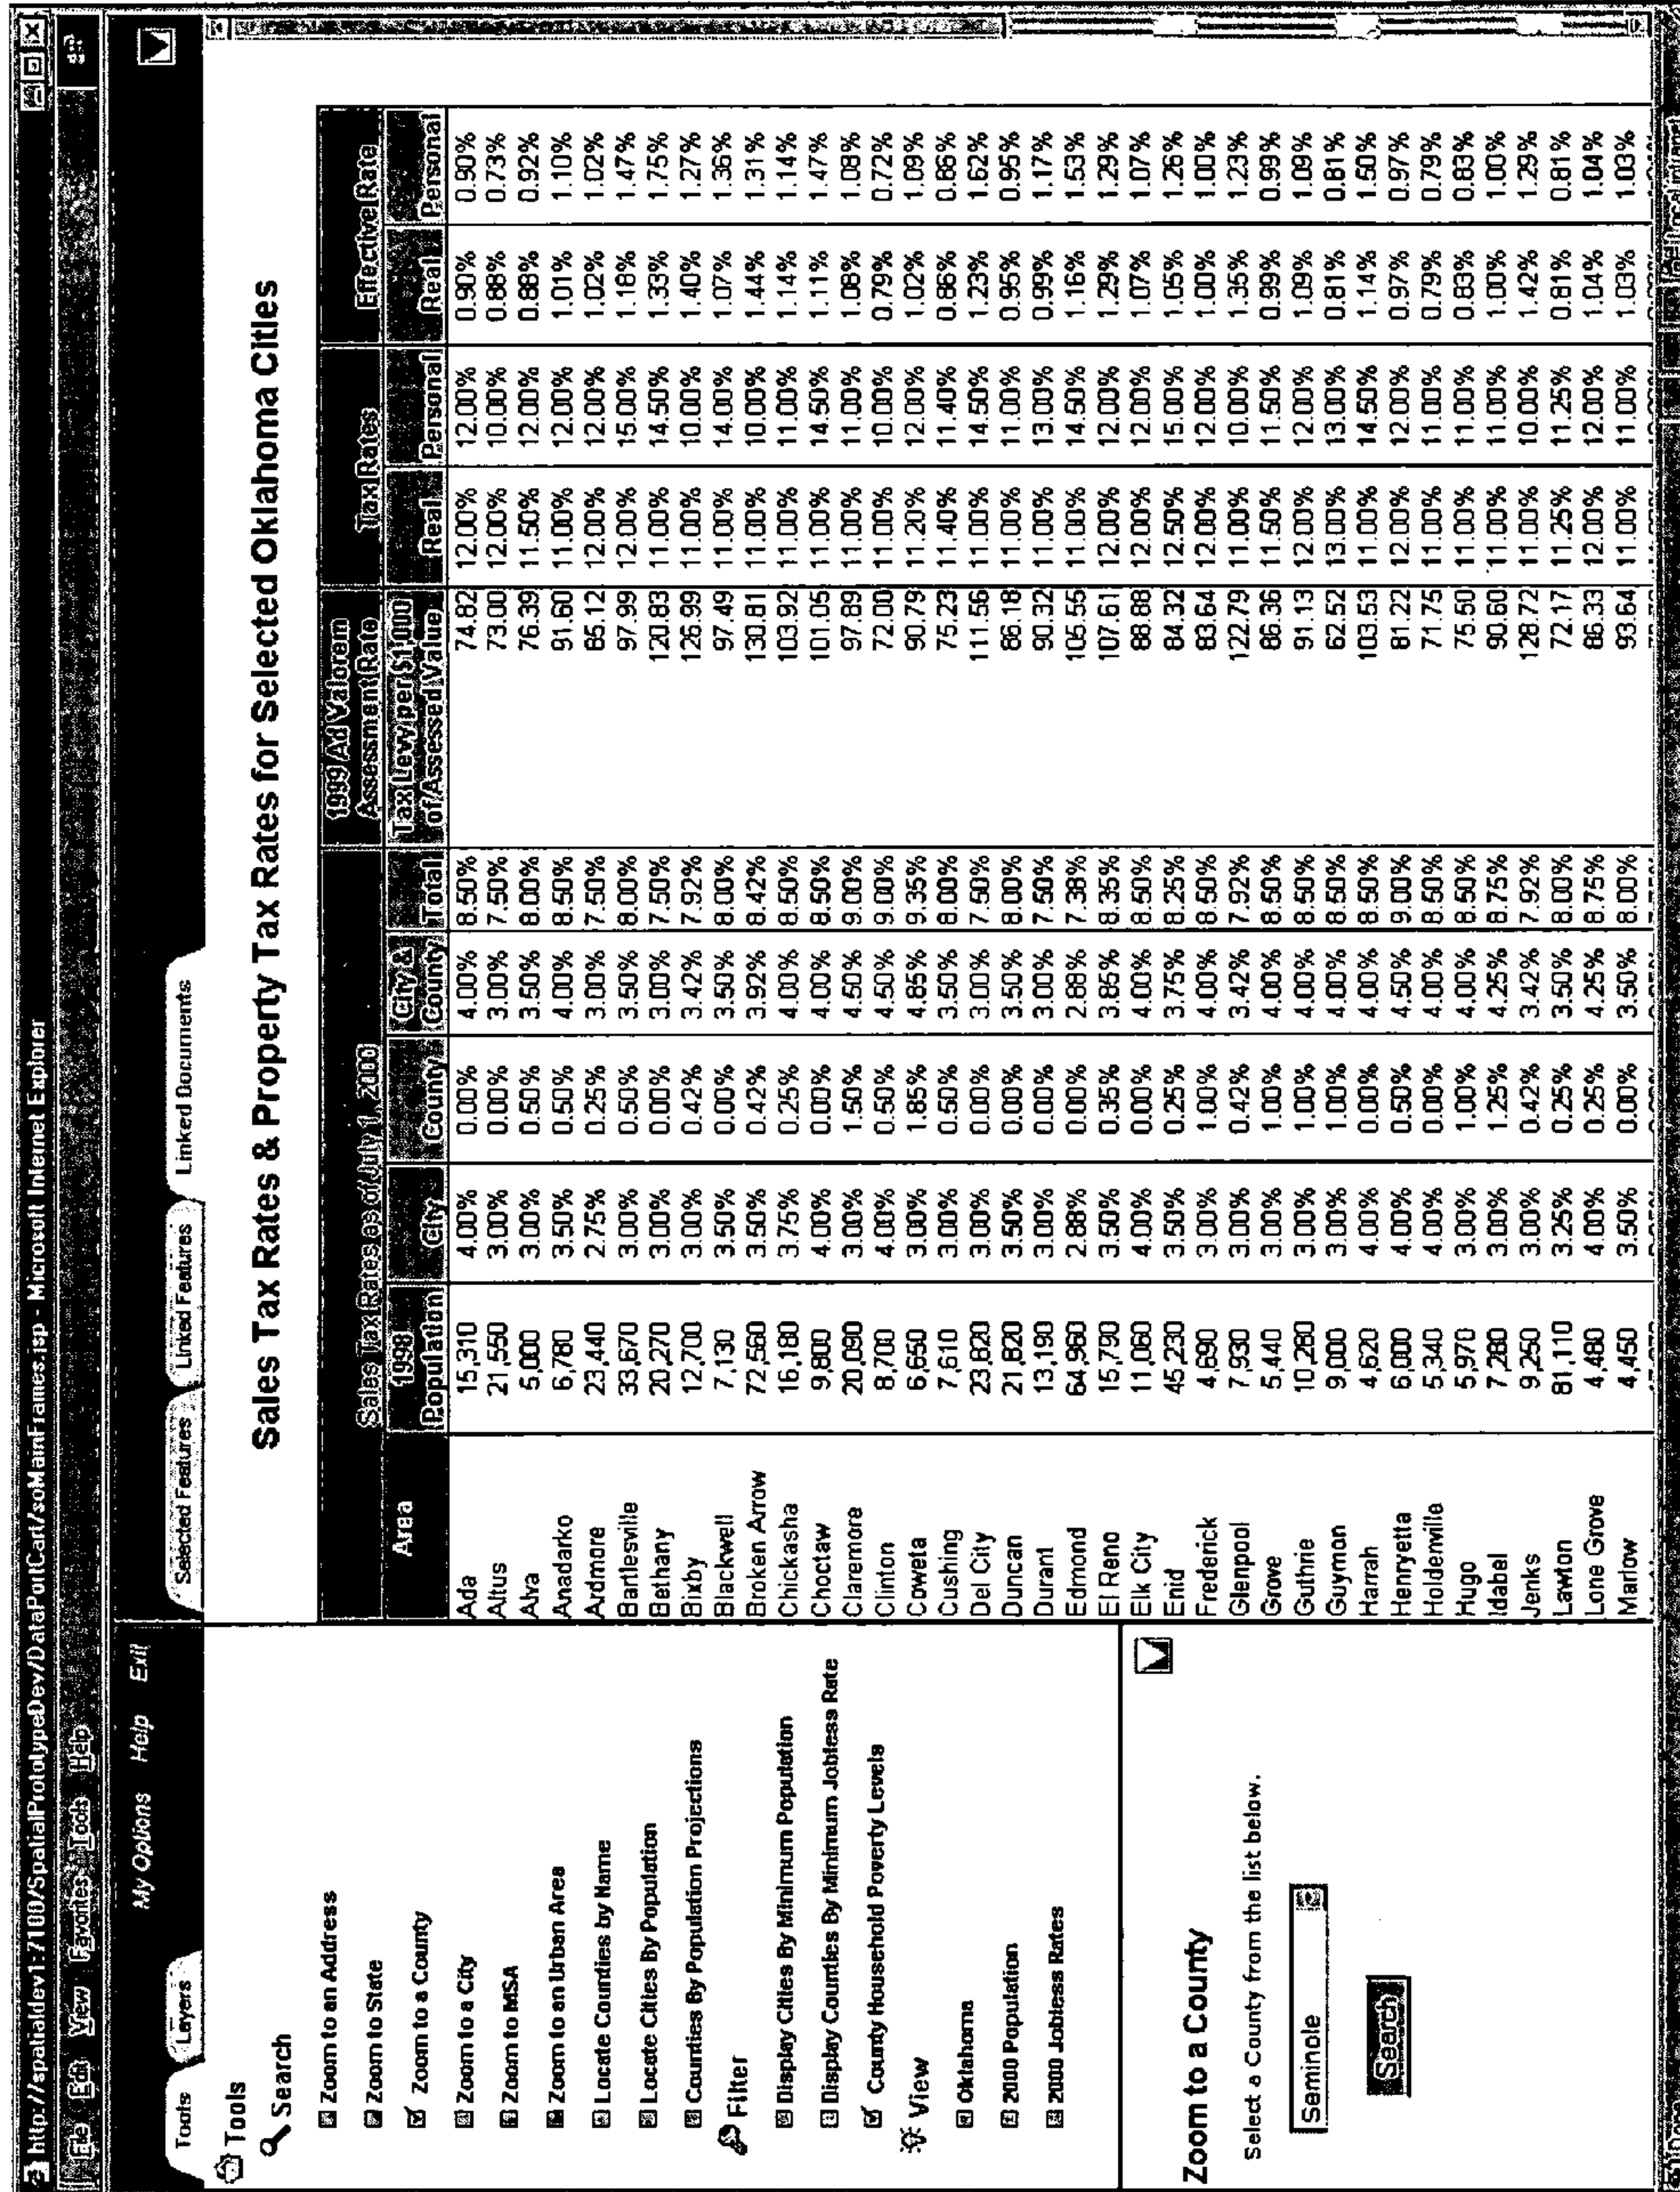 http://spatialdev1:7100/SpatialPrototypeDev/DataPortCart/soMainFrames.jsp - Microsoft Internet Explorer
File Edit View Favorites Tools Help
My Options Help Exit
Tools Layers
Selected Features Linked Features Linked Documents
Tools
Search
Zoom to an Address
Zoom to State
Zoom to a County
Zoom to a City
Zoom to MSA
Zoom to an Urban Area
Locate Counties by Name
Locate Cities By Population
Counties By Population Projections
Filter
Display Cities By Minimum Population
Display Counties By Minimum Jobless Rate
County Household Poverty Levels
View
Oklahoma
2000 Population
2000 Jobless Rates
Zoom to a County
Select a County from the list below.
Seminole
Search
Sales Tax Rates & Property Tax Rates for Selected Oklahoma Cities
Sales Tax Rates as of July 1, 2000 1999 Ad Valorem Assessment Rate Tax Rates Effective Rate
Area 1998 Population City County City & County Total Tax Levy per $1,000 of Assessed Value Real Personal Real Personal
Ada 15,310 4.00% 0.00% 4.00% 8.50% 74.82 12.00% 12.00% 0.90% 0.90%
Altus 21,550 3.00% 0.00% 3.00% 7.50% 73.00 12.00% 10.00% 0.88% 0.73%
Alva 5,000 3.00% 0.50% 3.50% 8.00% 76.39 11.50% 12.00% 0.88% 0.92%
Anadarko 6,780 3.50% 0.50% 4.00% 8.50% 91.60 11.00% 12.00% 1.01% 1.10%
Ardmore 23,440 2.75% 0.25% 3.00% 7.50% 85.12 12.00% 12.00% 1.02% 1.02%
Bartlesville 33,670 3.00% 0.50% 3.50% 8.00% 97.99 12.00% 15.00% 1.18% 1.47%
Bethany 20,270 3.00% 0.00% 3.00% 7.50% 120.83 11.00% 14.50% 1.33% 1.75%
Bixby 12,700 3.00% 0.42% 3.42% 7.92% 126.99 11.00% 10.00% 1.40% 1.27%
Blackwell 7,130 3.50% 0.00% 3.50% 8.00% 97.49 11.00% 14.00% 1.07% 1.36%
Broken Arrow 72,560 3.50% 0.42% 3.92% 8.42% 130.81 11.00% 10.00% 1.44% 1.31%
Chickasha 16,180 3.75% 0.25% 4.00% 8.50% 103.92 11.00% 11.00% 1.14% 1.14%
Choctaw 9,800 4.00% 0.00% 4.00% 8.50% 101.05 11.00% 14.50% 1.11% 1.47%
Claremore 20,090 3.00% 1.50% 4.50% 9.00% 97.89 11.00% 11.00% 1.08% 1.08%
Clinton 8,700 4.00% 0.50% 4.50% 9.00% 72.00 11.00% 10.00% 0.79% 0.72%
Coweta 6,650 3.00% 1.85% 4.85% 9.35% 90.79 11.20% 12.00% 1.02% 1.09%
Cushing 7,610 3.00% 0.50% 3.50% 8.00% 75.23 11.40% 11.40% 0.86% 0.86%
Del City 23,820 3.00% 0.00% 3.00% 7.50% 111.56 11.00% 14.50% 1.23% 1.62%
Duncan 21,820 3.50% 0.00% 3.50% 8.00% 86.18 11.00% 11.00% 0.95% 0.95%
Durant 13,190 3.00% 0.00% 3.00% 7.50% 90.32 11.00% 13.00% 0.99% 1.17%
Edmond 64,960 2.88% 0.00% 2.88% 7.38% 105.55 11.00% 14.50% 1.16% 1.53%
El Reno 15,790 3.50% 0.35% 3.85% 8.35% 107.61 12.00% 12.00% 1.29% 1.29%
Elk City 11,060 4.00% 0.00% 4.00% 8.50% 88.88 12.00% 12.00% 1.07% 1.07%
Enid 45,230 3.50% 0.25% 3.75% 8.25% 84.32 12.50% 15.00% 1.05% 1.26%
Frederick 4,690 3.00% 1.00% 4.00% 8.50% 83.64 12.00% 12.00% 1.00% 1.00%
Glenpool 7,930 3.00% 0.42% 3.42% 7.92% 122.79 11.00% 10.00% 1.35% 1.23%
Grove 5,440 3.00% 1.00% 4.00% 8.50% 86.36 11.50% 11.50% 0.99% 0.99%
Guthrie 10,280 3.00% 1.00% 4.00% 8.50% 91.13 12.00% 12.00% 1.09% 1.09%
Guymon 9,000 3.00% 1.00% 4.00% 8.50% 62.52 13.00% 13.00% 0.81% 0.81%
Harrah 4,620 4.00% 0.00% 4.00% 8.50% 103.53 11.00% 14.50% 1.14% 1.50%
Henryetta 6,000 4.00% 0.50% 4.50% 9.00% 81.22 12.00% 12.00% 0.97% 0.97%
Holdenville 5,340 4.00% 0.00% 4.00% 8.50% 71.75 11.00% 11.00% 0.79% 0.79%
Hugo 5,970 3.00% 1.00% 4.00% 8.50% 75.50 11.00% 11.00% 0.83% 0.83%
Idabel 7,280 3.00% 1.25% 4.25% 8.75% 90.60 11.00% 11.00% 1.00% 1.00%
Jenks 9,250 3.00% 0.42% 3.42% 7.92% 128.72 11.00% 10.00% 1.42% 1.29%
Lawton 81,110 3.25% 0.25% 3.50% 8.00% 72.17 11.25% 11.25% 0.81% 0.81%
Lone Grove 4,480 4.00% 0.25% 4.25% 8.75% 86.33 12.00% 12.00% 1.04% 1.04%
Marlow 4,450 3.50% 0.00% 3.50% 8.00% 93.64 11.00% 11.00% 1.03% 1.03%
Done